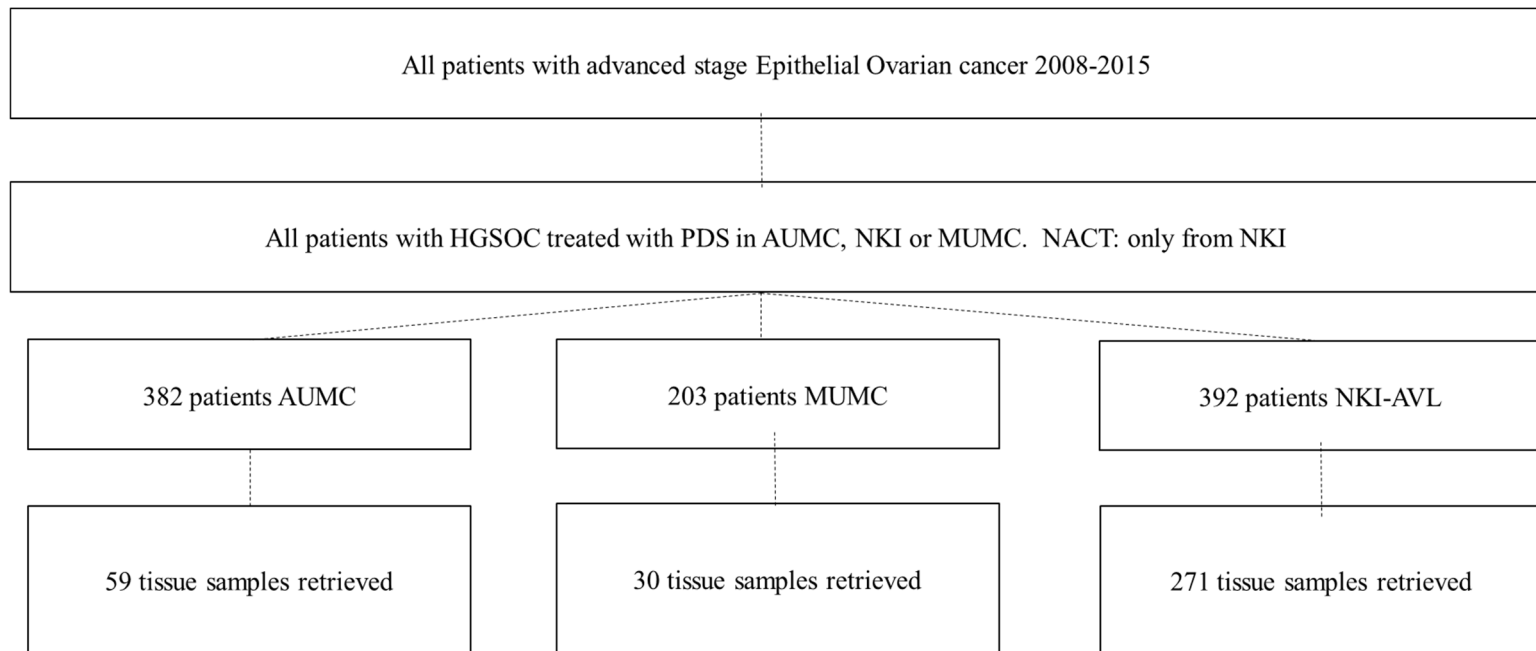 All patients with advanced stage Epithelial Ovarian cancer 2008-2015
All patients with HGSOC treated with PDS in AUMC, NKI or MUMC.  NACT: only from NKI
382 patients AUMC
203 patients MUMC
392 patients NKI-AVL
59 tissue samples retrieved
30 tissue samples retrieved
271 tissue samples retrieved